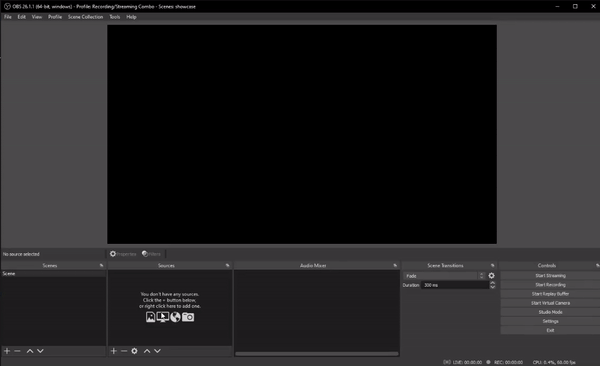 OBS 26.1.1 (64-bit, windows) - Profile: Recording/Streaming Combo - Scenes: showcase
File Edit View Profile Scene Collection Tools Help
No source selected
Properties Filters
Scenes
Scene
Sources
You don't have any sources.
Click the + button below,
or right click here to add one.
Audio Mixer
Scene Transitions
Fade
Duration 300 ms
Controls
Start Streaming
Start Recording
Start Replay Buffer
Start Virtual Camera
Studio Mode
Settings
Exit
LIVE: 00:00:00 REC: 00:00:00 CPU: 0.4%, 60.00 fps